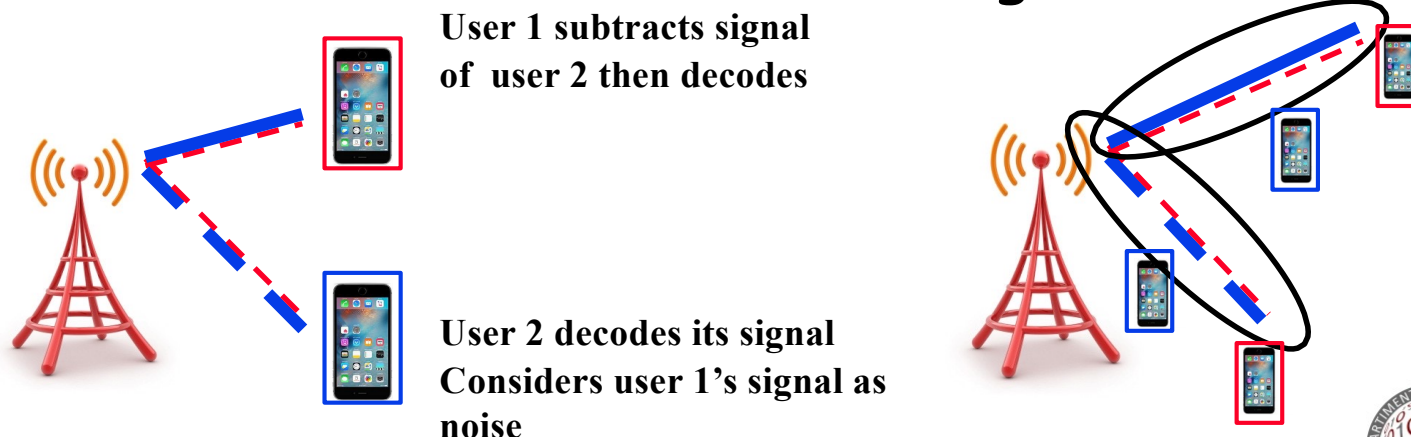 User 1 subtracts signal
of user 2 then decodes
User 2 decodes its signal
Considers user 1's signal as
noise